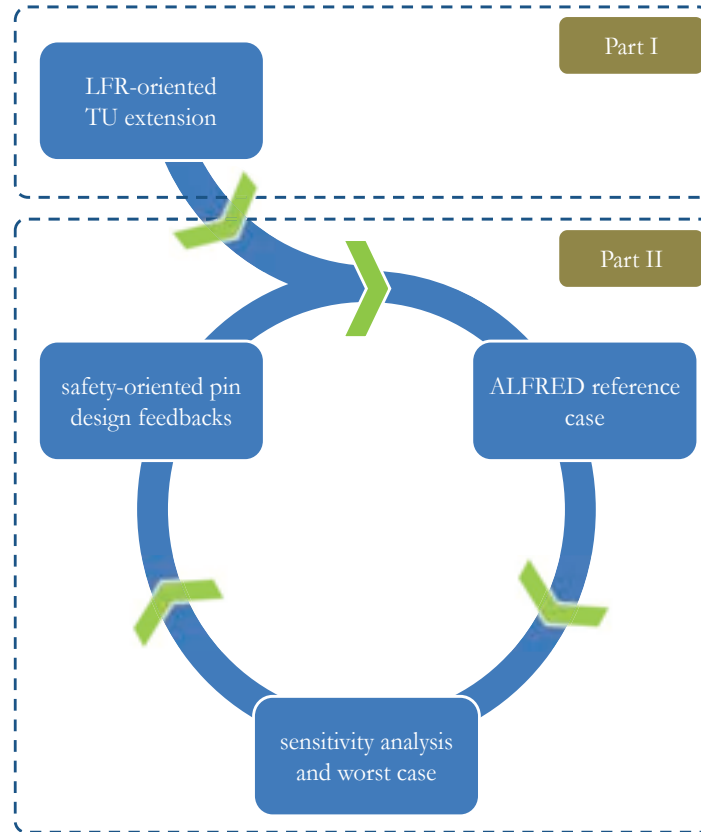 Part I
LFR-oriented
TU extension
Part II
safety-oriented pin
design feedbacks
ALFRED reference
case
sensitivity analysis
and worst case